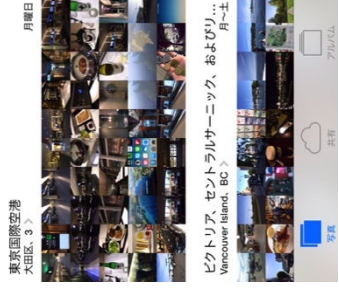 東京国際空港
大田区、3 >
月曜日
ビクトリア、セントラルサーニック、およびリ...
Vancouver Island、BC >
月～土
写真
共有
アルバム